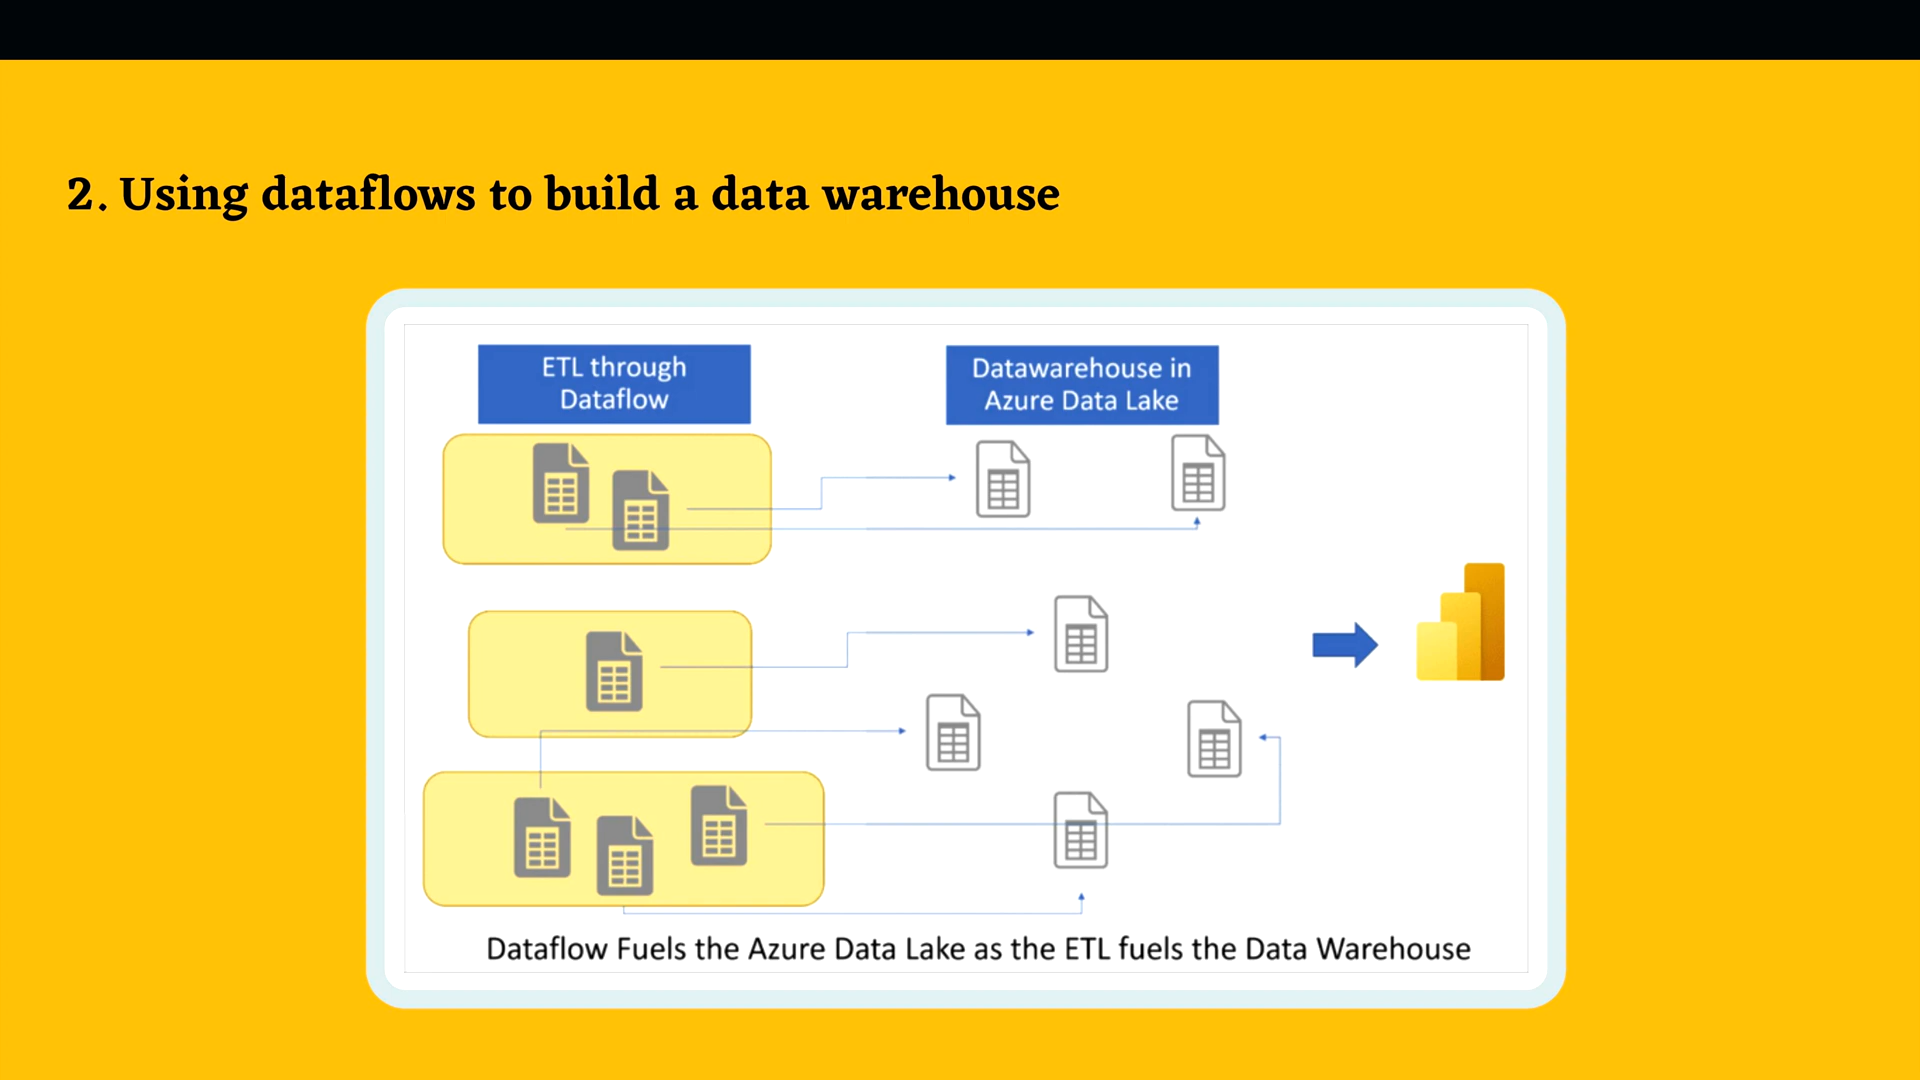 2. Using dataflows to build a data warehouse
ETL through
Dataflow
Datawarehouse in
Azure Data Lake
Dataflow Fuels the Azure Data Lake as the ETL fuels the Data Warehouse